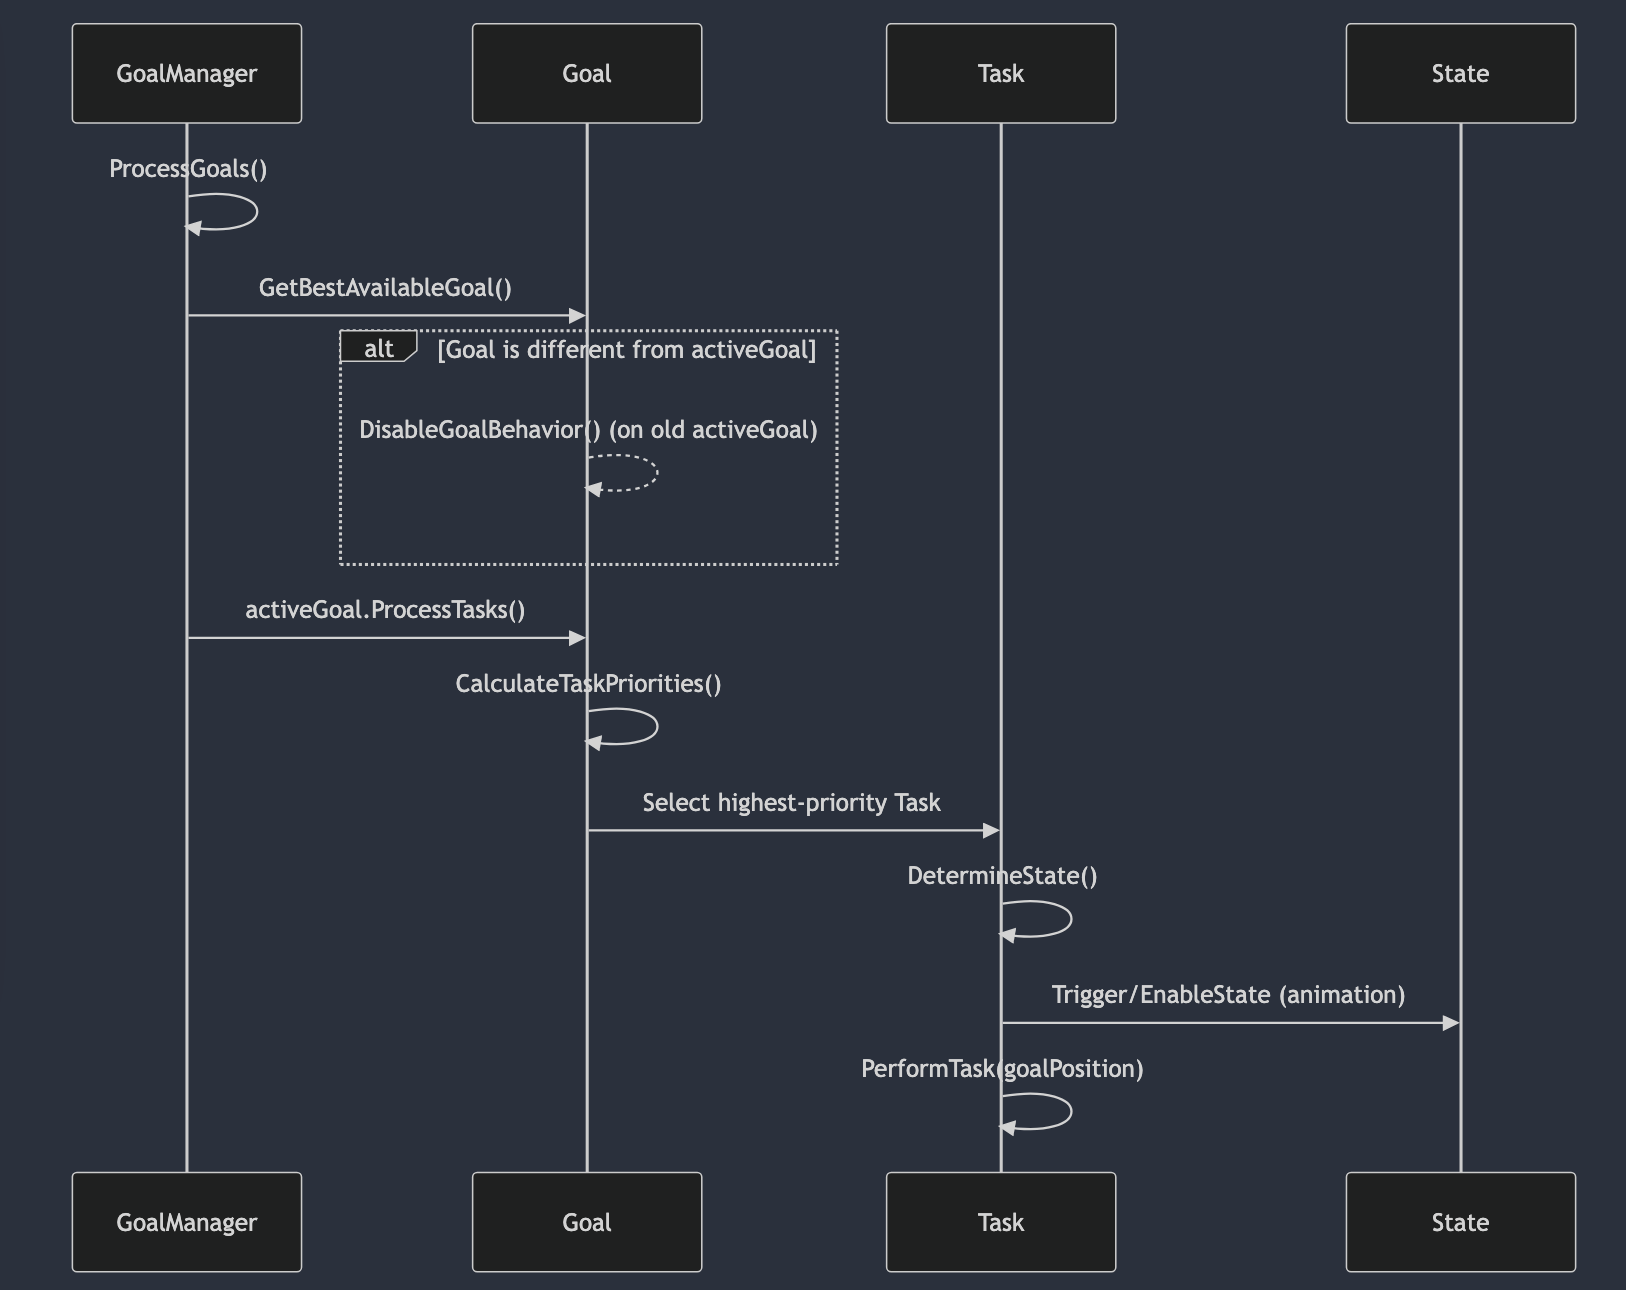 GoalManager
Goal
Task
State
ProcessGoals()
GetBestAvailableGoal()
alt
[Goal is different from activeGoal]
DisableGoalBehavior() (on old activeGoal)
activeGoal.ProcessTasks()
CalculateTaskPriorities()
Select highest-priority Task
DetermineState()
Trigger/EnableState (animation)
PerformTask(goalPosition)
GoalManager
Goal
Task
State